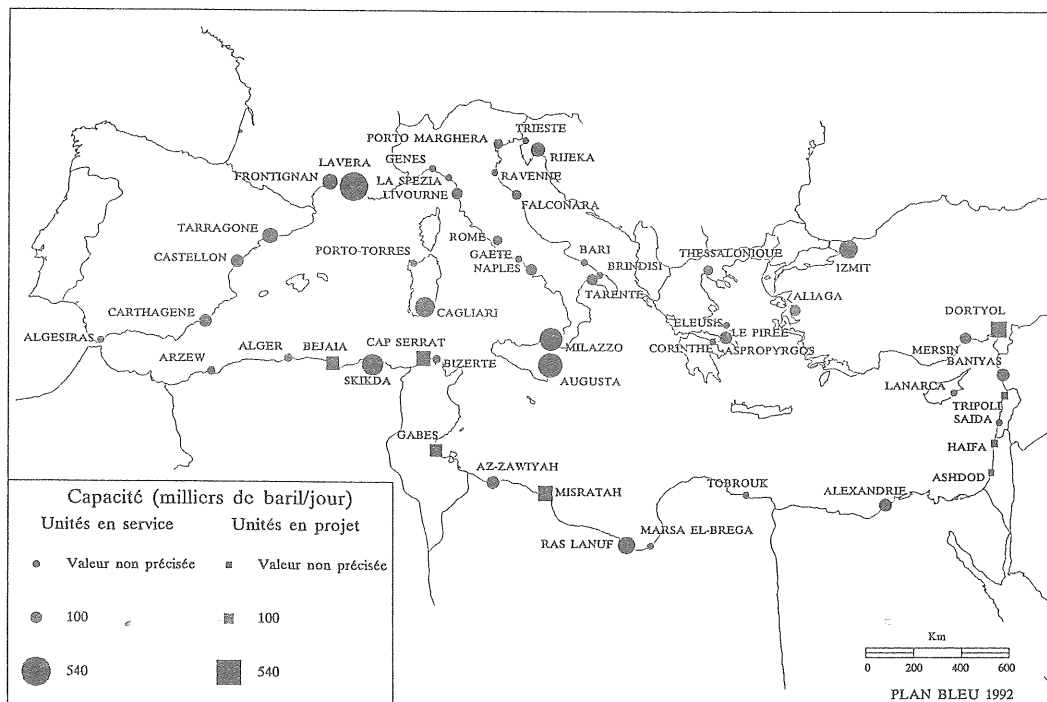 TRIESTE
PORTO MARGHERA
RIJEKA
GENES
LAVERA
FRONTIGNAN
LA SPEZIA
RAVENNE
LIVOURNE
FALCONARA
TARRAGONE
ROME
PORTO-TORRES
CASTELLON
GAETE
BARI
THESSALONIQUE
NAPLES
BRINDISI
IZMIT
TARENTE
ALIAGA
CAGLIARI
CARTHAGENE
DORTYOL
ELEUSIS
LE PIRÉE
ALGESIRAS
MILAZZO
CORINTHE
ASPROPYRGOS
MERSIN
ALGER
BEJAIA
CAP SERRAT
BANIYAS
ARZEW
BIZERTE
SKIKDA
AUGUSTA
LANARCA
TRIPOLI
SAIDA
GABES
HAIFA
AZ-ZAWIYAH
ASHDOD
MISRATAH
TOBROUK
ALEXANDRIE
MARSA EL-BREGA
RAS LANUF
Capacité (milliers de baril/jour)
Unités en service
Unités en projet
Valeur non précisée
Valeur non précisée
100
100
540
540
Km
0 200 400 600
PLAN BLEU 1992